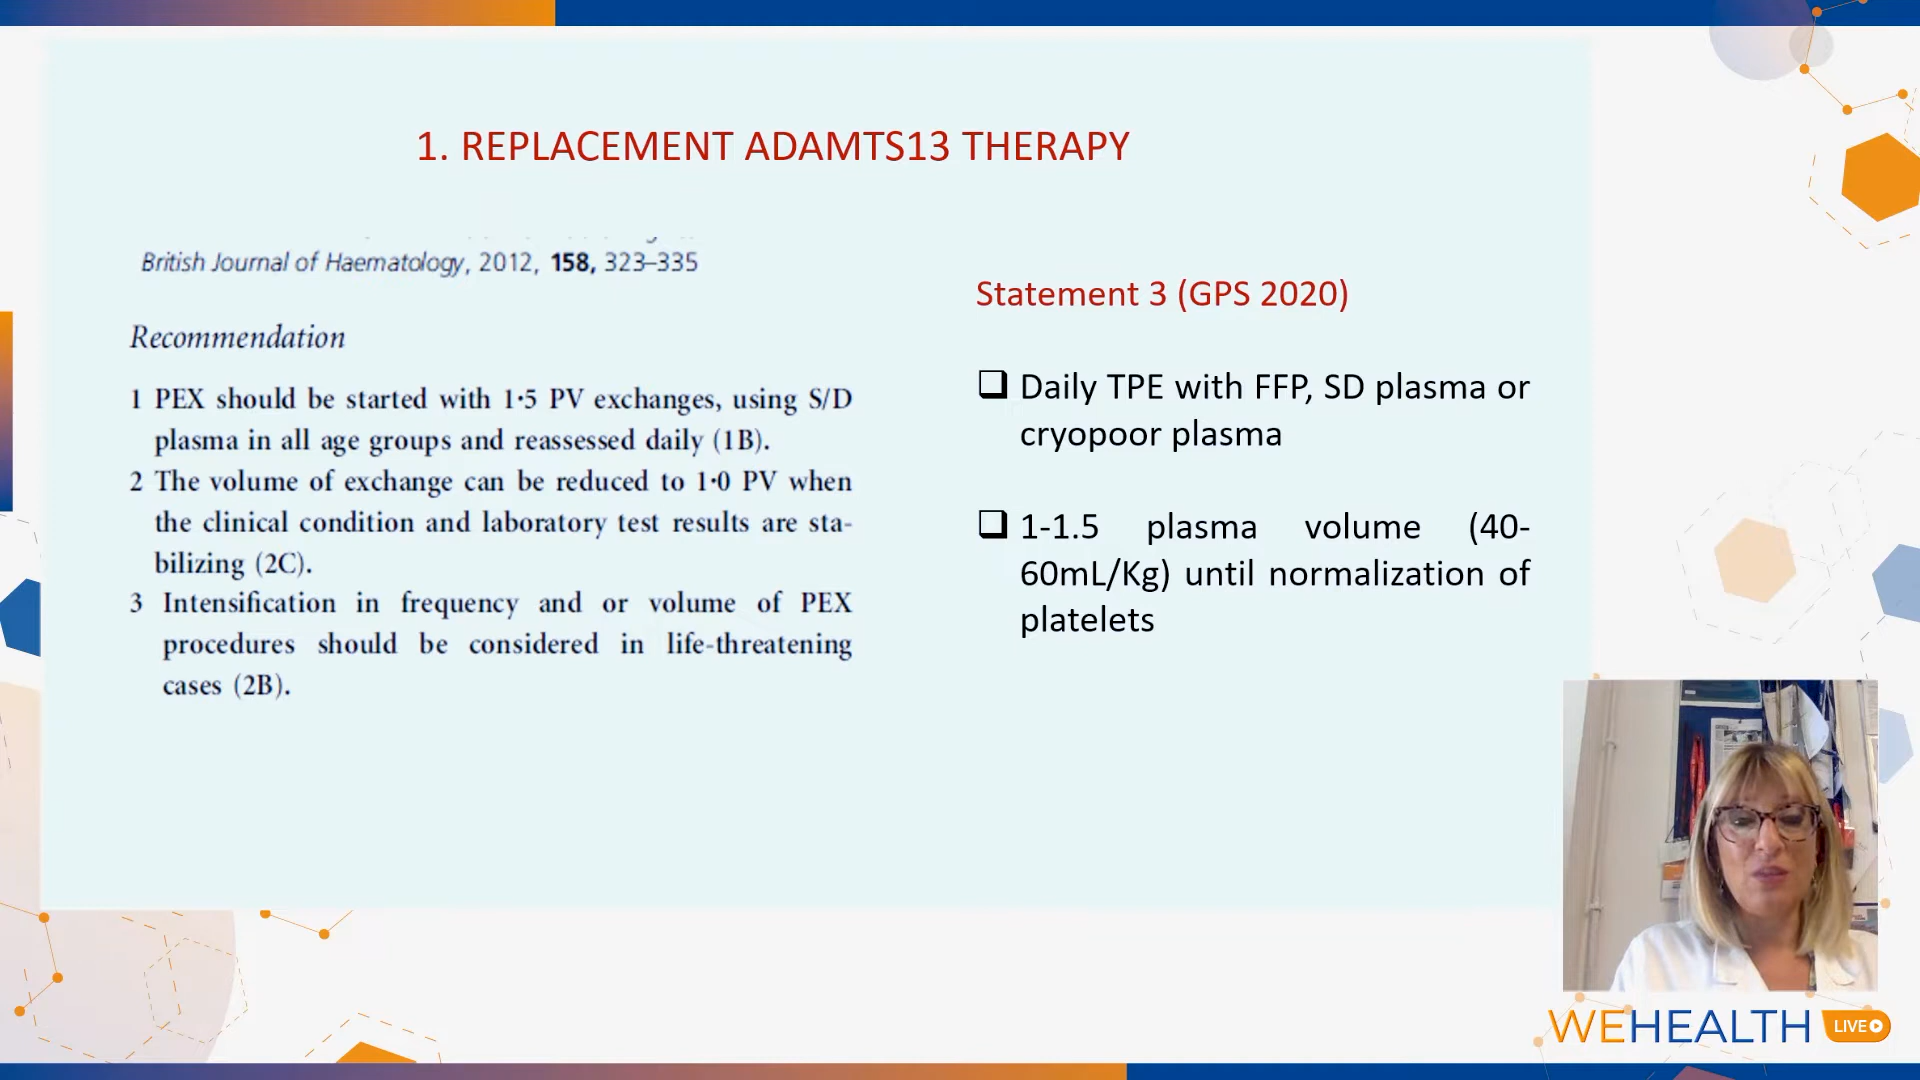 1. REPLACEMENT ADAMTS13 THERAPY
British Journal of Haematology, 2012, 158, 323–335
Recommendation
1 PEX should be started with 1·5 PV exchanges, using S/D
plasma in all age groups and reassessed daily (1B).
2 The volume of exchange can be reduced to 1·0 PV when
the clinical condition and laboratory test results are sta-
bilizing (2C).
3 Intensification in frequency and or volume of PEX
procedures should be considered in life-threatening
cases (2B).
Statement 3 (GPS 2020)
❑ Daily TPE with FFP, SD plasma or
cryopoor plasma
❑ 1-1.5 plasma volume (40-
60mL/Kg) until normalization of
platelets
WEHEALTH LIVE